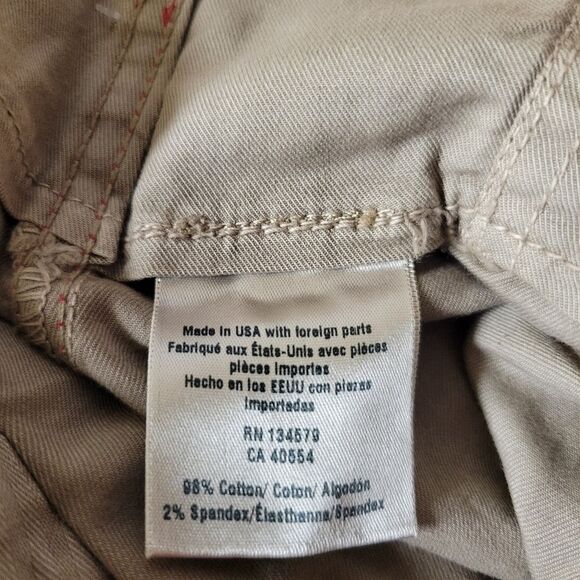 Made in USA with foreign parts
Fabriqué aux États-Unis avec pièces
pièces importes
Hecho en los EEUU con piezas
importadas
RN 134579
CA 40554
98% Cotton/ Coton/ Algodón
2% Spandex/Élasthanne/Spandex